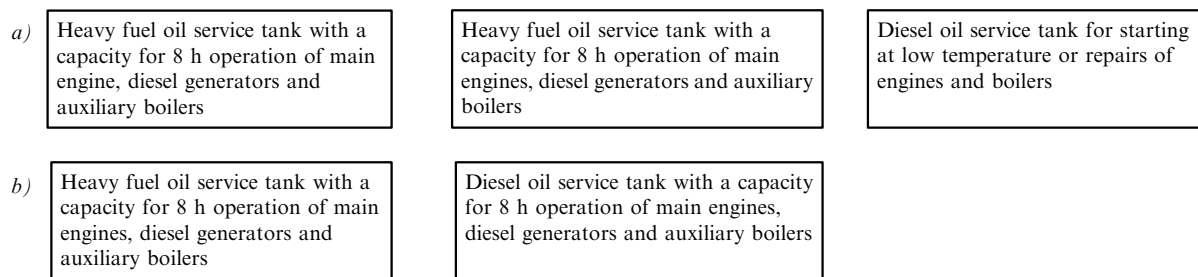 a)
Heavy fuel oil service tank with a
capacity for 8 h operation of main
engine, diesel generators and
auxiliary boilers
Heavy fuel oil service tank with a
capacity for 8 h operation of main
engines, diesel generators and auxiliary
boilers
Diesel oil service tank for starting
at low temperature or repairs of
engines and boilers
b)
Heavy fuel oil service tank with a
capacity for 8 h operation of main
engines, diesel generators and
auxiliary boilers
Diesel oil service tank with a capacity
for 8 h operation of main engines,
diesel generators and auxiliary boilers